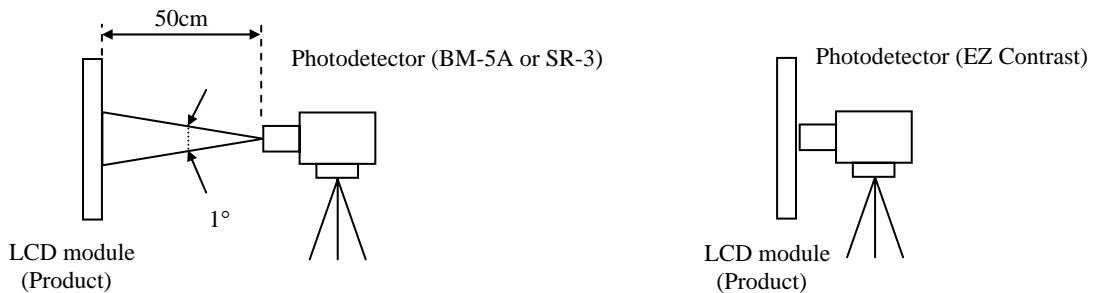 50cm
Photodetector (BM-5A or SR-3)
1°
LCD module
(Product)
Photodetector (EZ Contrast)
LCD module
(Product)